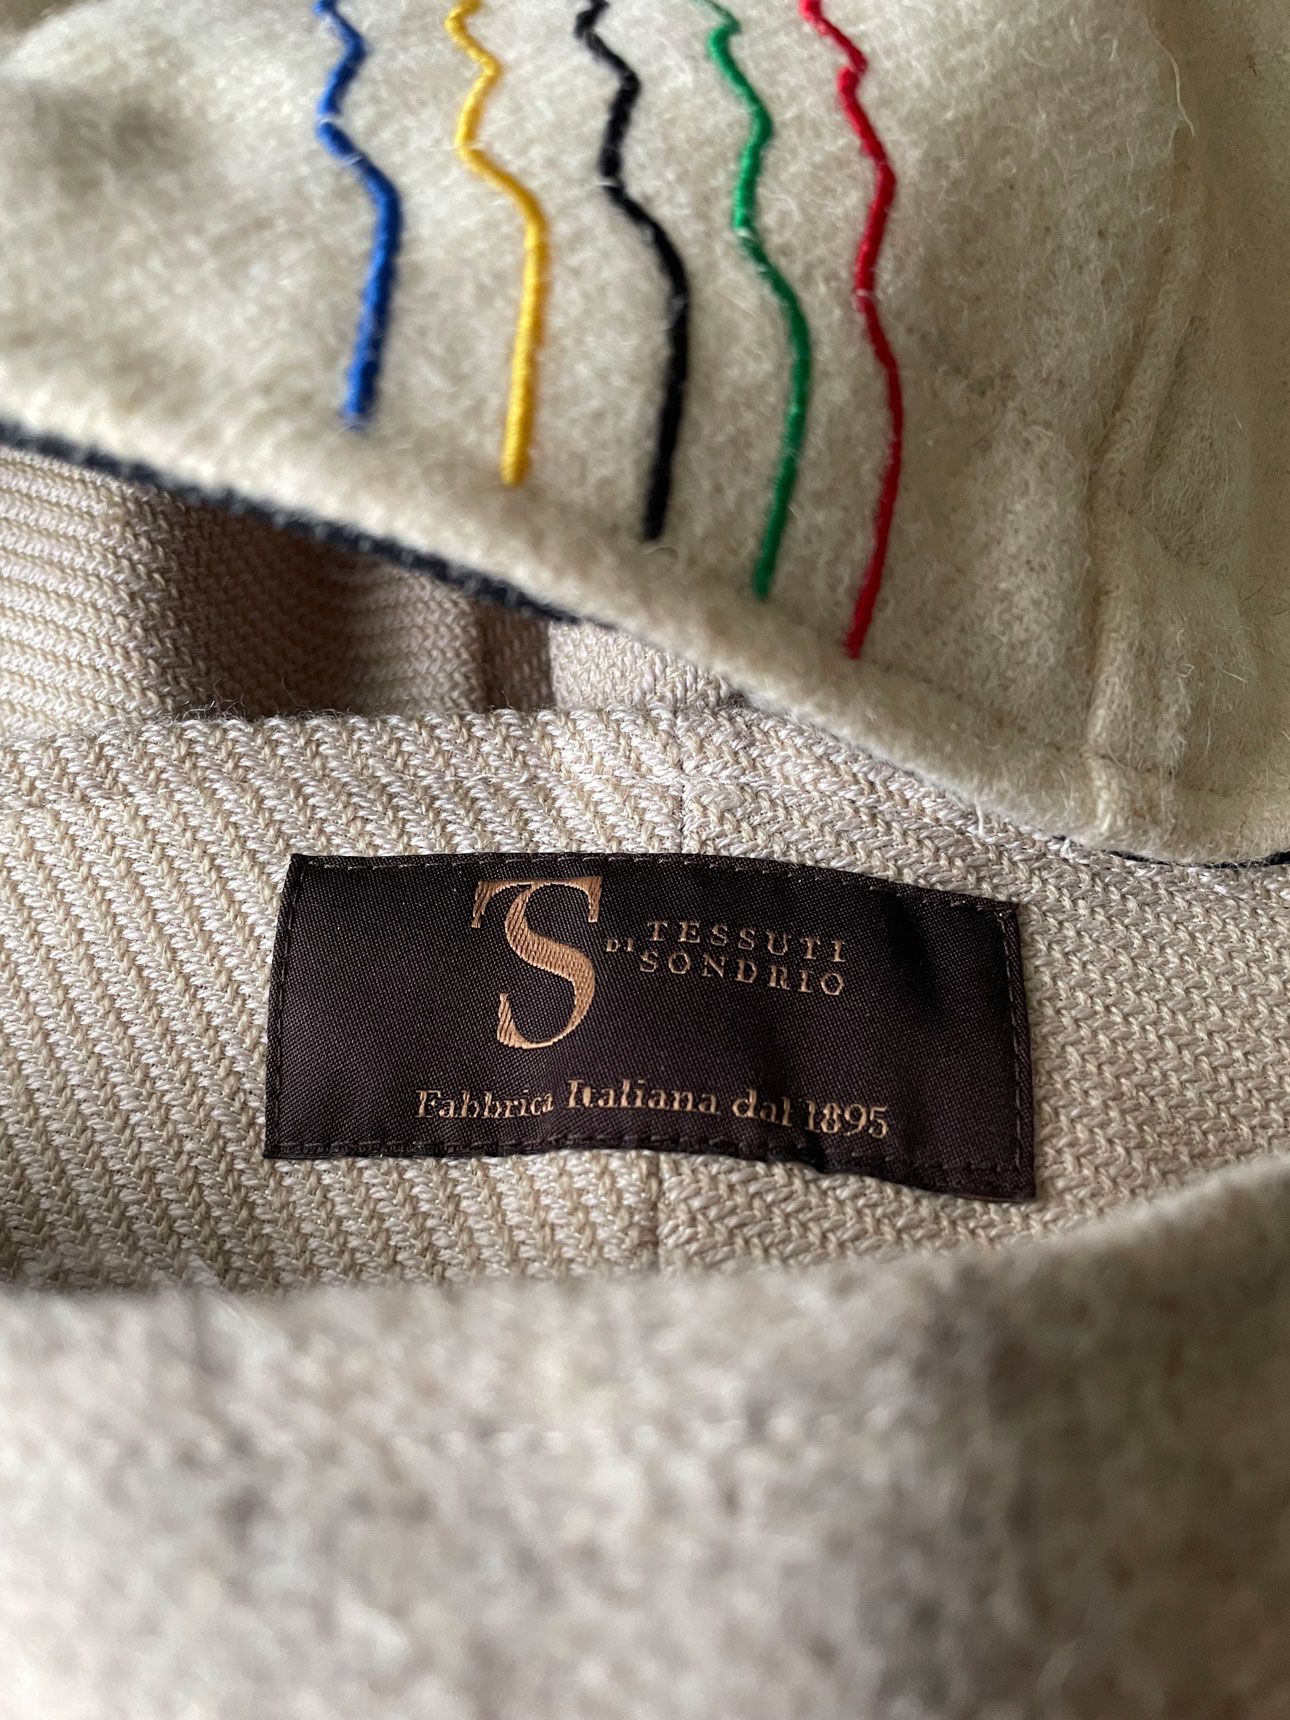 TS
TESSUTI
DI SONDRIO
Fabbrica Italiana dal 1895